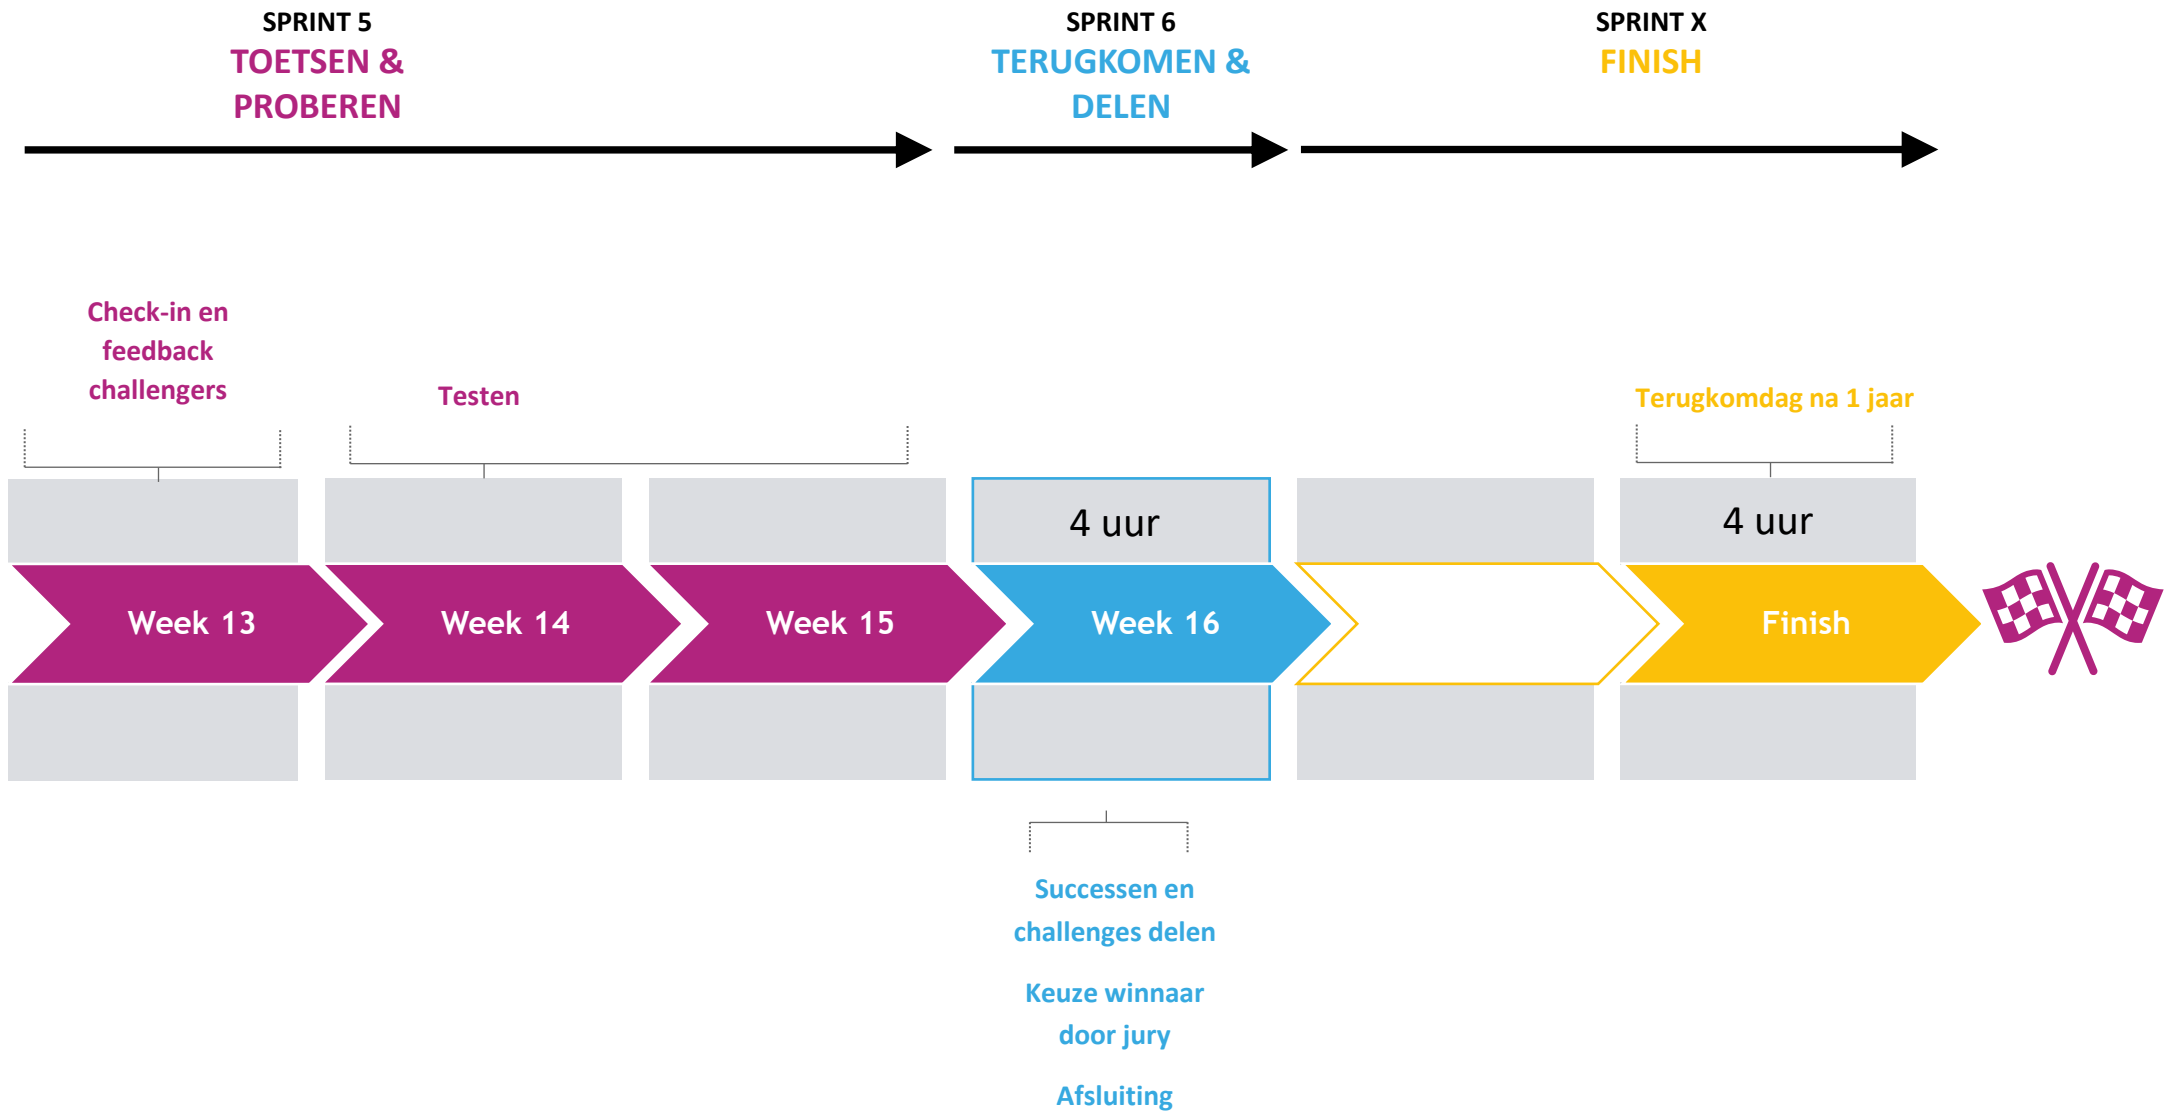 SPRINT 5
TOETSEN &
PROBEREN
SPRINT 6
TERUGKOMEN &
DELEN
SPRINT X
FINISH
Check-in en
feedback
challengers
Testen
Terugkomdag na 1 jaar
4 uur
4 uur
Week 13
Week 14
Week 15
Week 16
Finish
Successen en
challenges delen
Keuze winnaar
door jury
Afsluiting